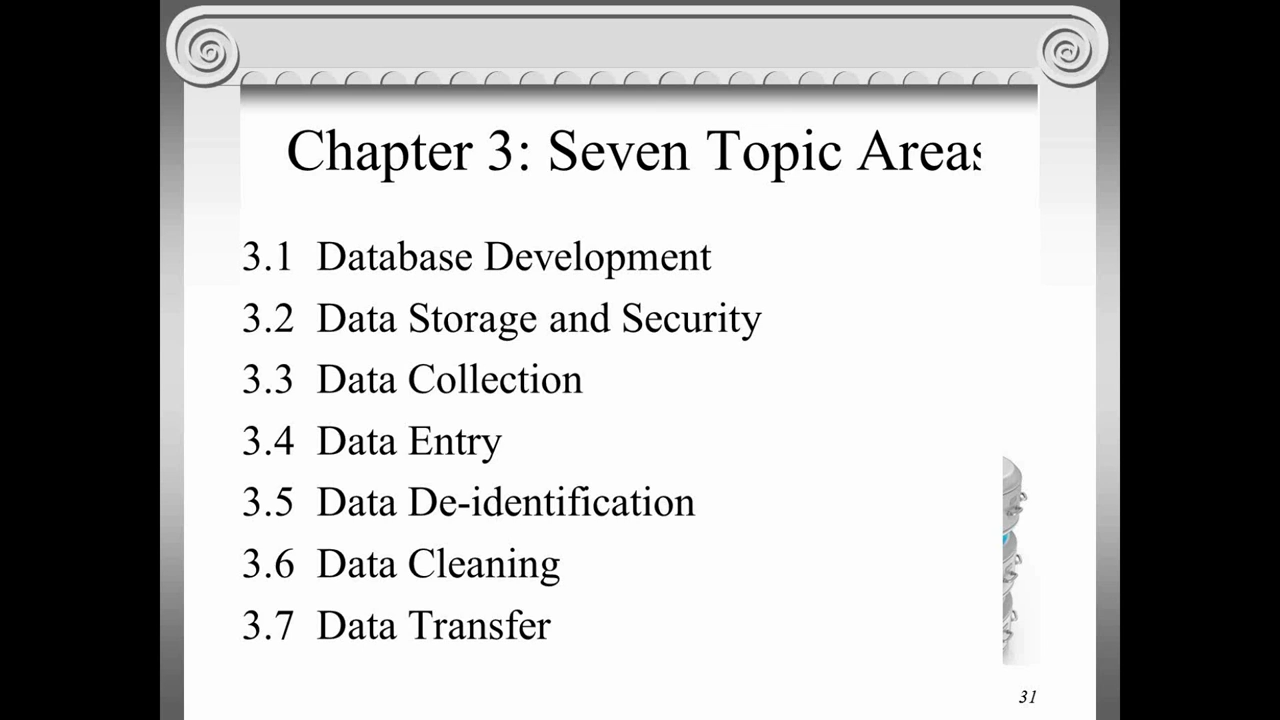 Chapter 3: Seven Topic Areas
3.1 Database Development
3.2 Data Storage and Security
3.3 Data Collection
3.4 Data Entry
3.5 Data De-identification
3.6 Data Cleaning
3.7 Data Transfer
31